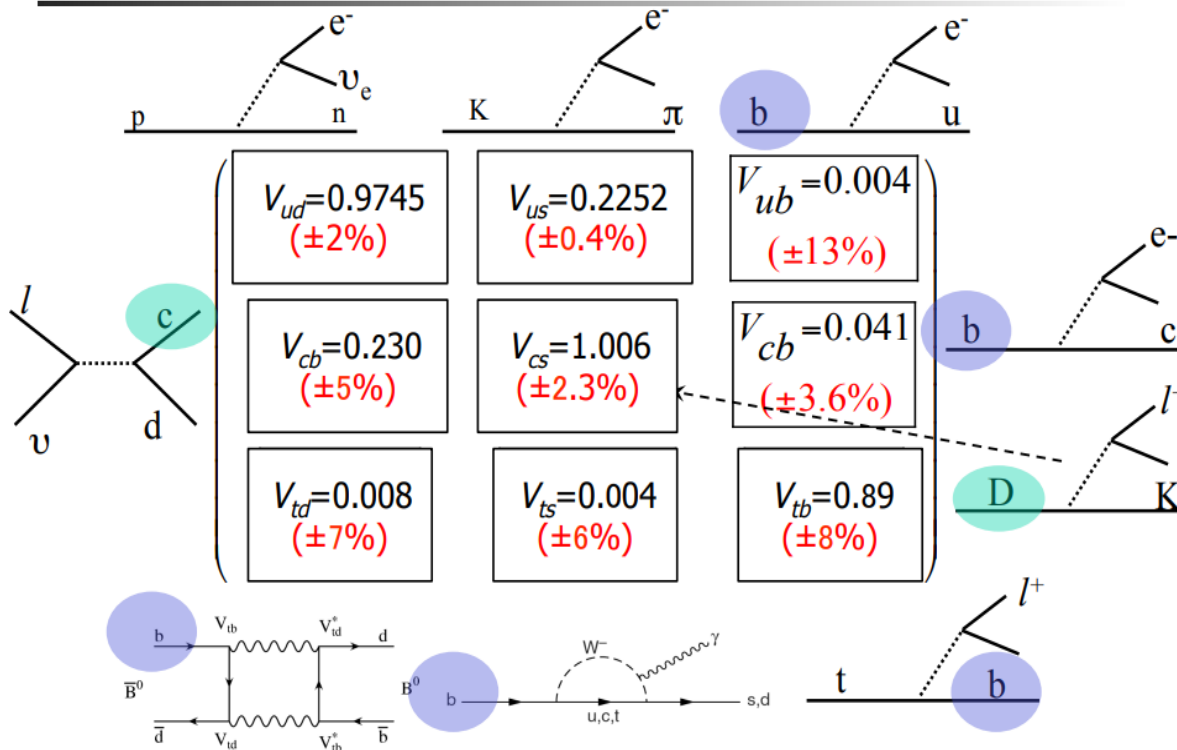 e-
υe
p
n
e-
K
π
e-
b
u
Vud=0.9745
(±2%)
Vus=0.2252
(±0.4%)
Vub=0.004
(±13%)
l
c
υ
d
Vcb=0.230
(±5%)
Vcs=1.006
(±2.3%)
Vcb=0.041
(±3.6%)
e-
b
c
l+
D
K
Vtd=0.008
(±7%)
Vts=0.004
(±6%)
Vtb=0.89
(±8%)
b
Vtb
V*td
d
B̄0
B0
d̄
Vtd
V*tb
b̄
W−
γ
b
u,c,t
s,d
l+
t
b